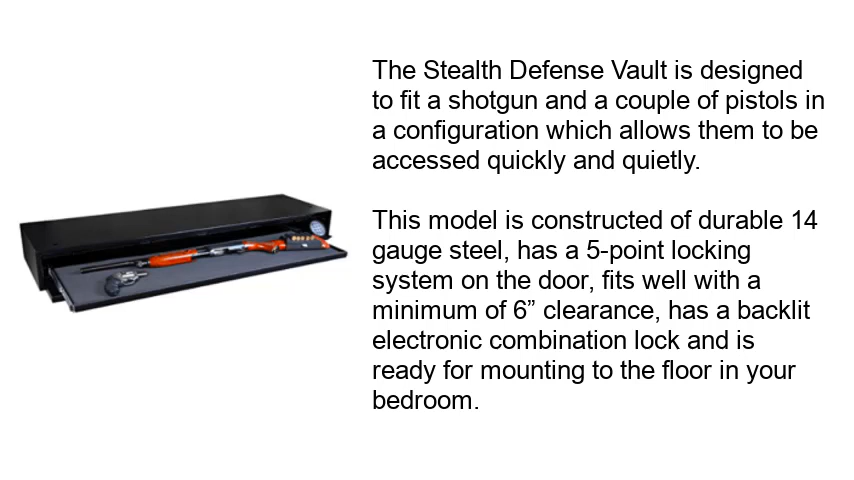 The Stealth Defense Vault is designed
to fit a shotgun and a couple of pistols in
a configuration which allows them to be
accessed quickly and quietly.
This model is constructed of durable 14
gauge steel, has a 5-point locking
system on the door, fits well with a
minimum of 6” clearance, has a backlit
electronic combination lock and is
ready for mounting to the floor in your
bedroom.